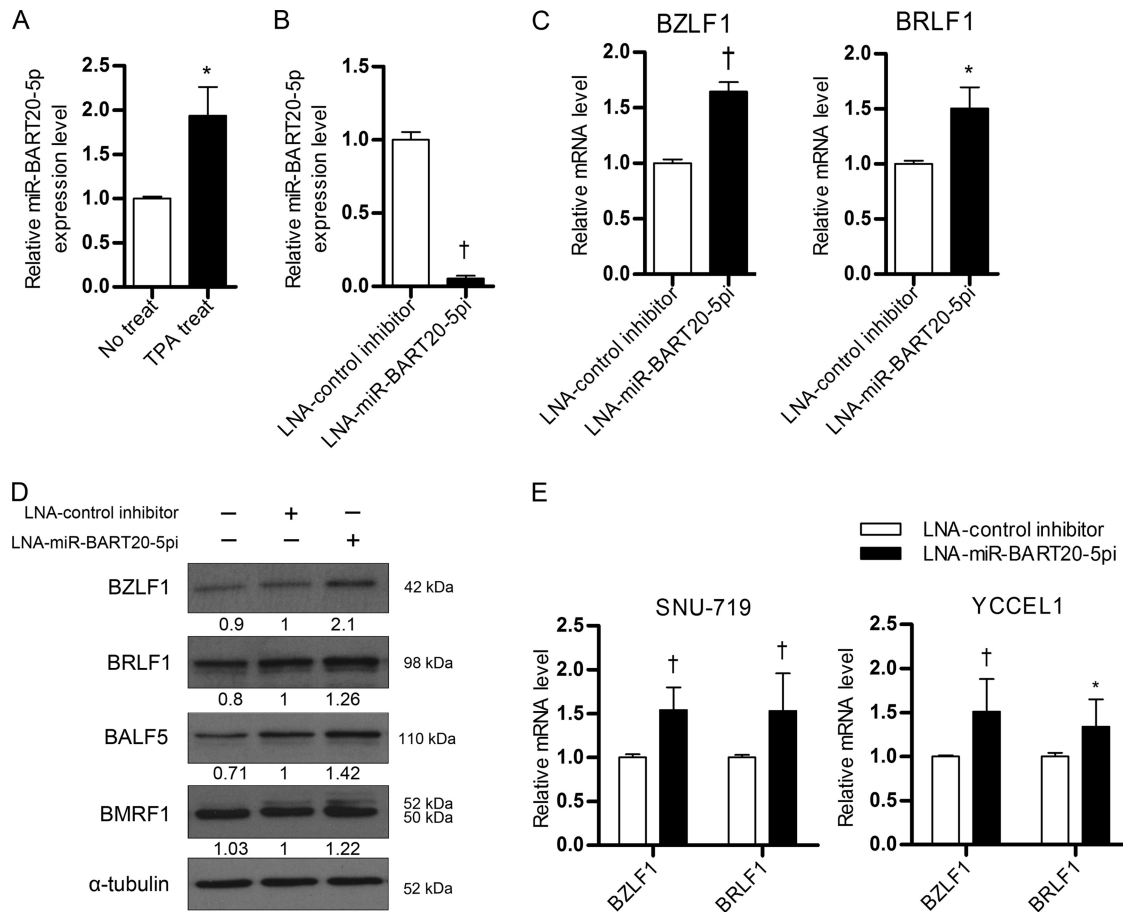 A
Relative miR-BART20-5p
expression level
2.5
2.0
1.5
1.0
0.5
0.0
*
No treat
TPA treat
B
Relative miR-BART20-5p
expression level
1.5
1.0
0.5
0.0
†
LNA-control inhibitor
LNA-miR-BART20-5pi
C
BZLF1
Relative mRNA level
2.0
1.5
1.0
0.5
0.0
†
LNA-control inhibitor
LNA-miR-BART20-5pi
BRLF1
Relative mRNA level
2.0
1.5
1.0
0.5
0.0
*
LNA-control inhibitor
LNA-miR-BART20-5pi
D
LNA-control inhibitor − + −
LNA-miR-BART20-5pi − − +
BZLF1 42 kDa
0.9 1 2.1
BRLF1 98 kDa
0.8 1 1.26
BALF5 110 kDa
0.71 1 1.42
BMRF1 52 kDa
50 kDa
1.03 1 1.22
α-tubulin 52 kDa
E
LNA-control inhibitor
LNA-miR-BART20-5pi
SNU-719
Relative mRNA level
2.5
2.0
1.5
1.0
0.5
0.0
† †
BZLF1
BRLF1
YCCEL1
Relative mRNA level
2.5
2.0
1.5
1.0
0.5
0.0
† *
BZLF1
BRLF1